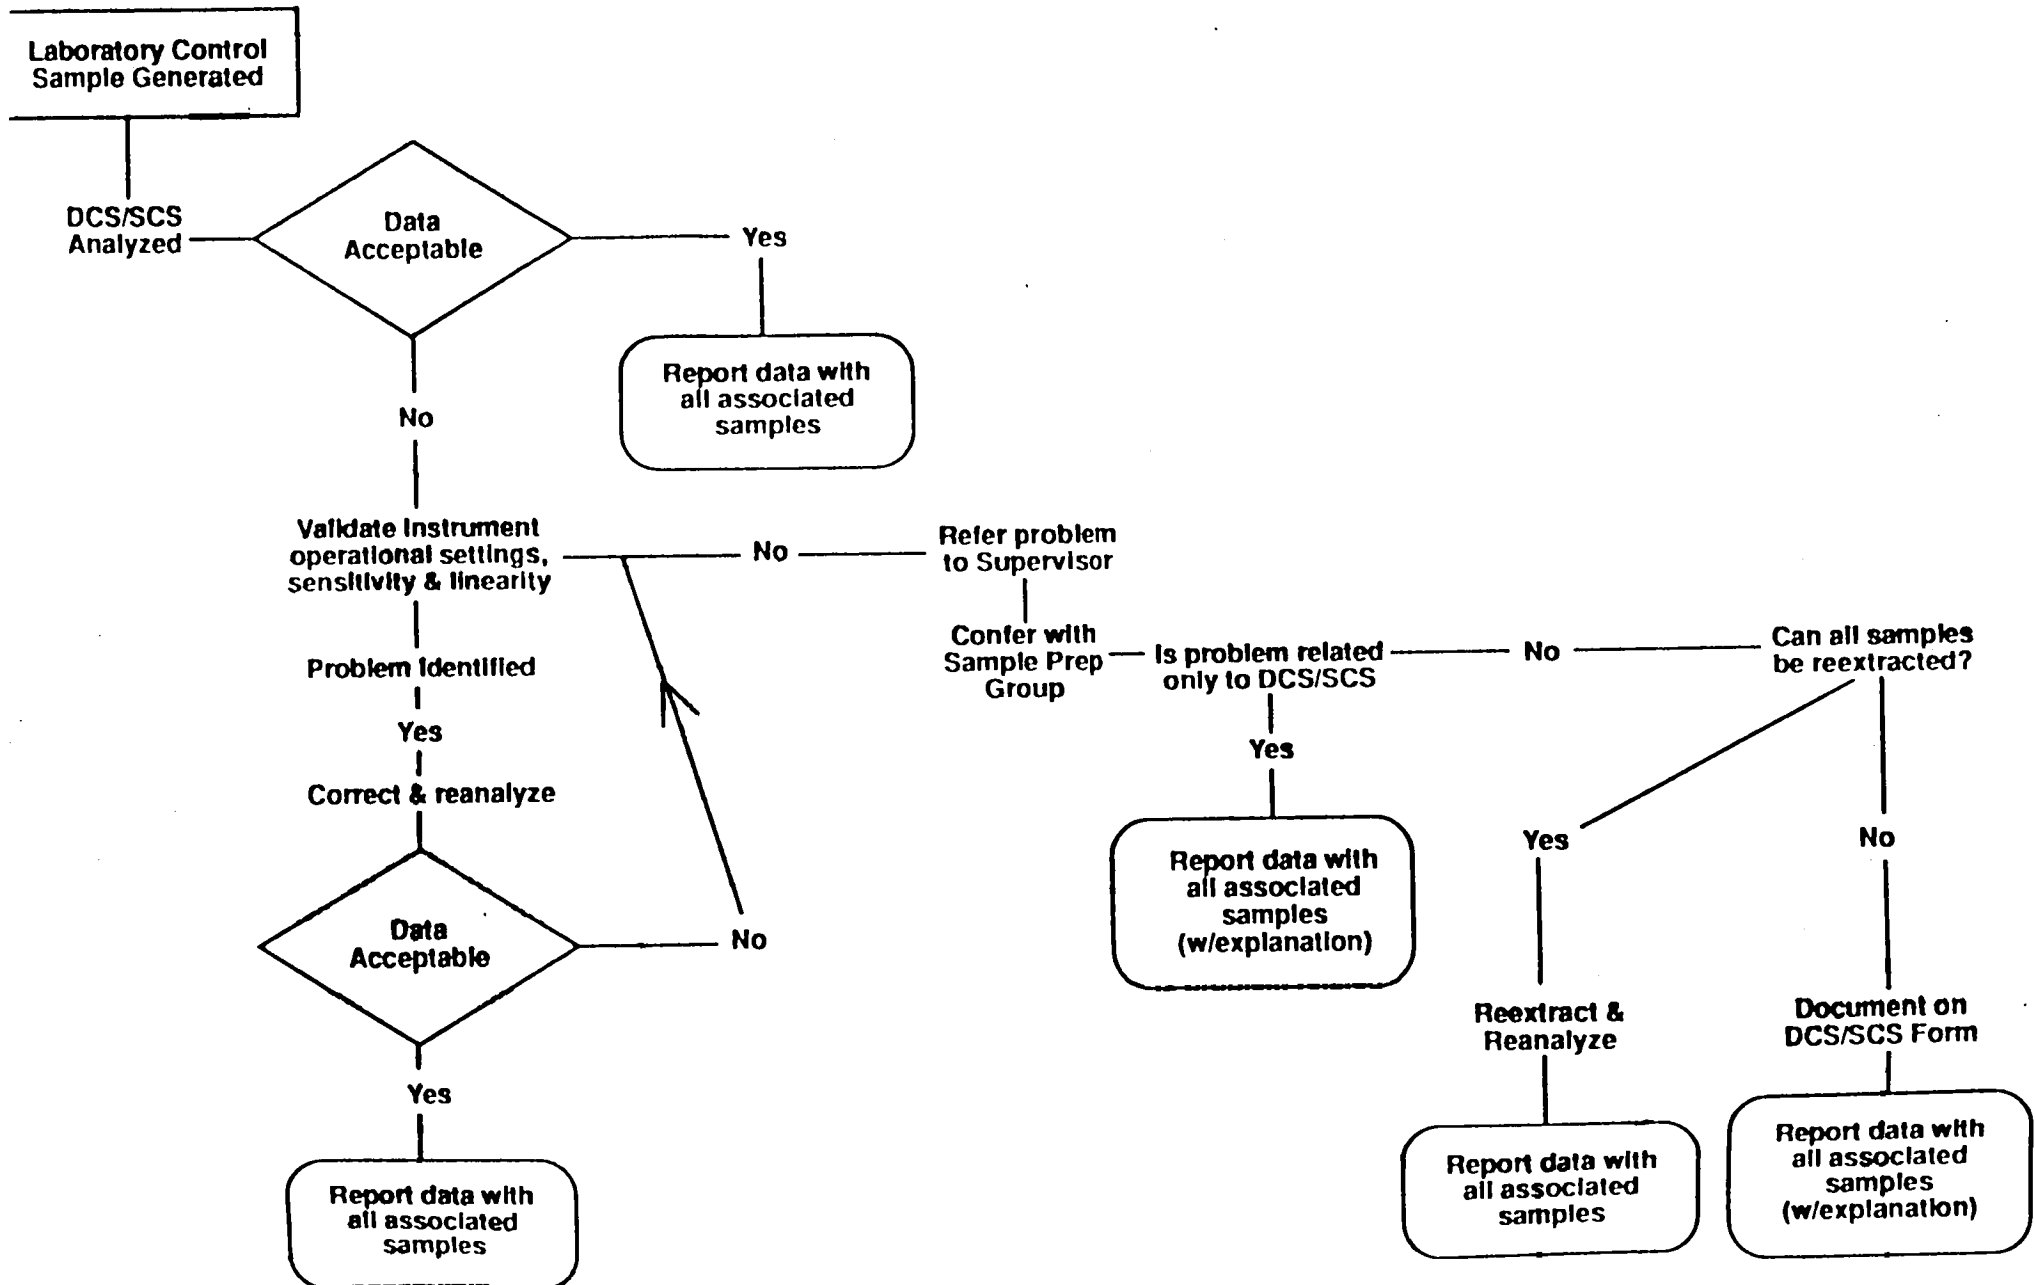 Laboratory Control
Sample Generated
DCS/SCS
Analyzed
Data
Acceptable
Yes
Report data with
all associated
samples
No
Validate Instrument
operational settings,
sensitivity & linearity
No
Refer problem
to Supervisor
Confer with
Sample Prep
Group
Is problem related
only to DCS/SCS
No
Can all samples
be reextracted?
Problem Identified
Yes
Correct & reanalyze
Data
Acceptable
No
Yes
Report data with
all associated
samples
Yes
Report data with
all associated
samples
(w/explanation)
Yes
Reextract &
Reanalyze
Report data with
all associated
samples
No
Document on
DCS/SCS Form
Report data with
all associated
samples
(w/explanation)